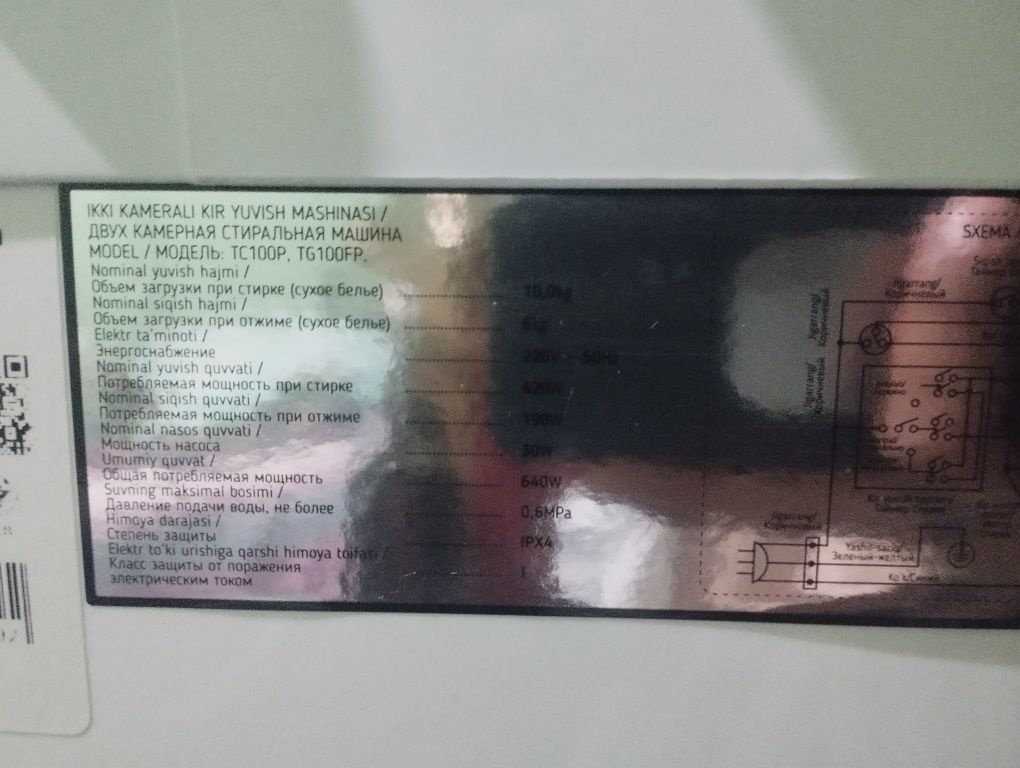 IKKI KAMERALI KIR YUVISH MASHINASI /
ДВУХ КАМЕРНАЯ СТИРАЛЬНАЯ МАШИНА
MODEL / МОДЕЛЬ: TC100P, TG100FP.
Nominal yuvish hajmi /
Объем загрузки при стирке (сухое белье) 10,0kg
Nominal siqish hajmi /
Объем загрузки при отжиме (сухое белье) 6kg
Elektr ta'minoti /
Энергоснабжение 220V ~ 50Hz
Nominal yuvish quvvati /
Потребляемая мощность при стирке 420W
Nominal siqish quvvati /
Потребляемая мощность при отжиме 190W
Nominal nasos quvvati /
Мощность насоса 30W
Umumiy quvvat /
Общая потребляемая мощность 640W
Suvning maksimal bosimi /
Давление подачи воды, не более 0,6MPa
Himoya darajasi /
Степень защиты IPX4
Elektr to'ki urishiga qarshi himoya toifasi /
Класс защиты от поражения
электрическим током I
SXEMA /
Jigarrang/
Коричневый
Jigarrang/
Коричневый
Jigarrang/
Коричневый
Jigarrang/
Коричневый
Yashil-sariq/
Зеленый-желтый